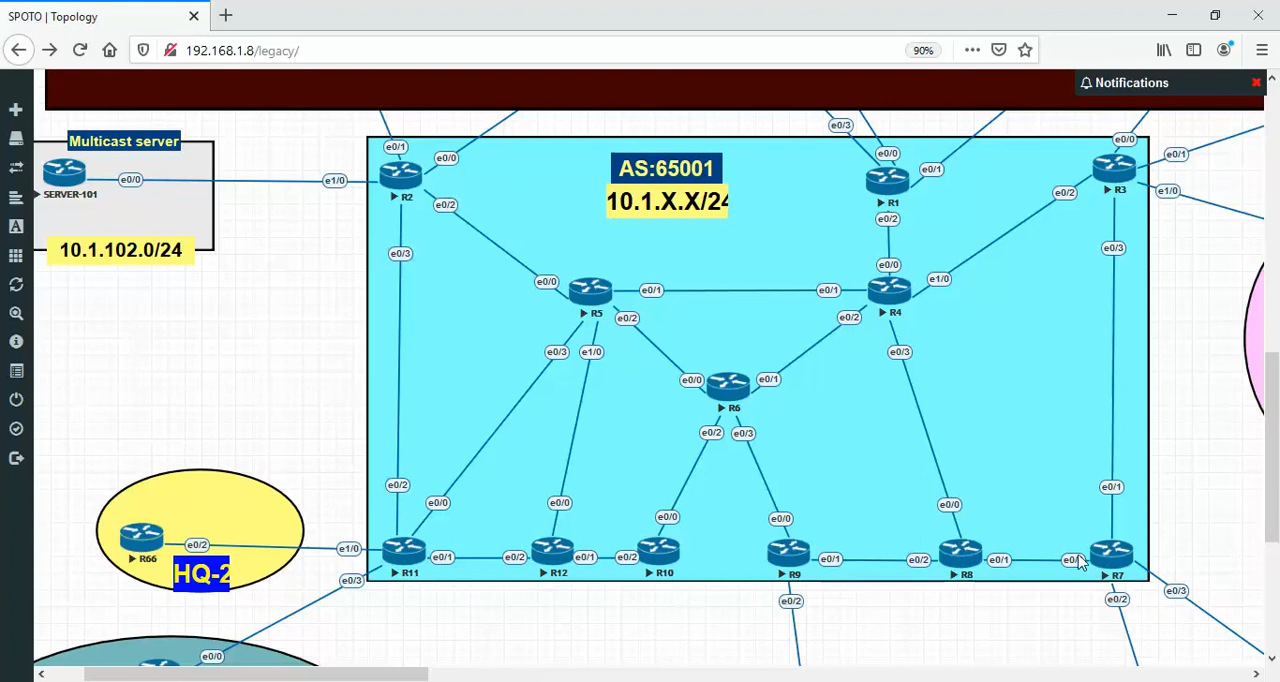 SPOTO | Topology
192.168.1.8/legacy/
90%
Notifications
Multicast server
SERVER-101
e0/0
10.1.102.0/24
AS:65001
10.1.X.X/24
e0/1
e0/0
e1/0
R2
e0/2
e0/3
e0/3
e0/0
e0/1
R1
e0/2
e0/0
e0/1
e1/0
R3
e0/2
e0/3
e0/0
e0/1
R5
e0/2
e0/3
e1/0
e0/0
e0/1
R4
e1/0
e0/2
e0/3
e0/0
e0/1
R6
e0/2
e0/3
e0/2
e0/0
e0/0
e0/0
e0/0
e0/0
e0/1
R66
e0/2
HQ-2
e1/0
R11
e0/1
e0/3
e0/2
R12
e0/1
e0/2
R10
R9
e0/1
e0/2
e0/2
R8
e0/1
R7
e0/3
e0/2
e0/0